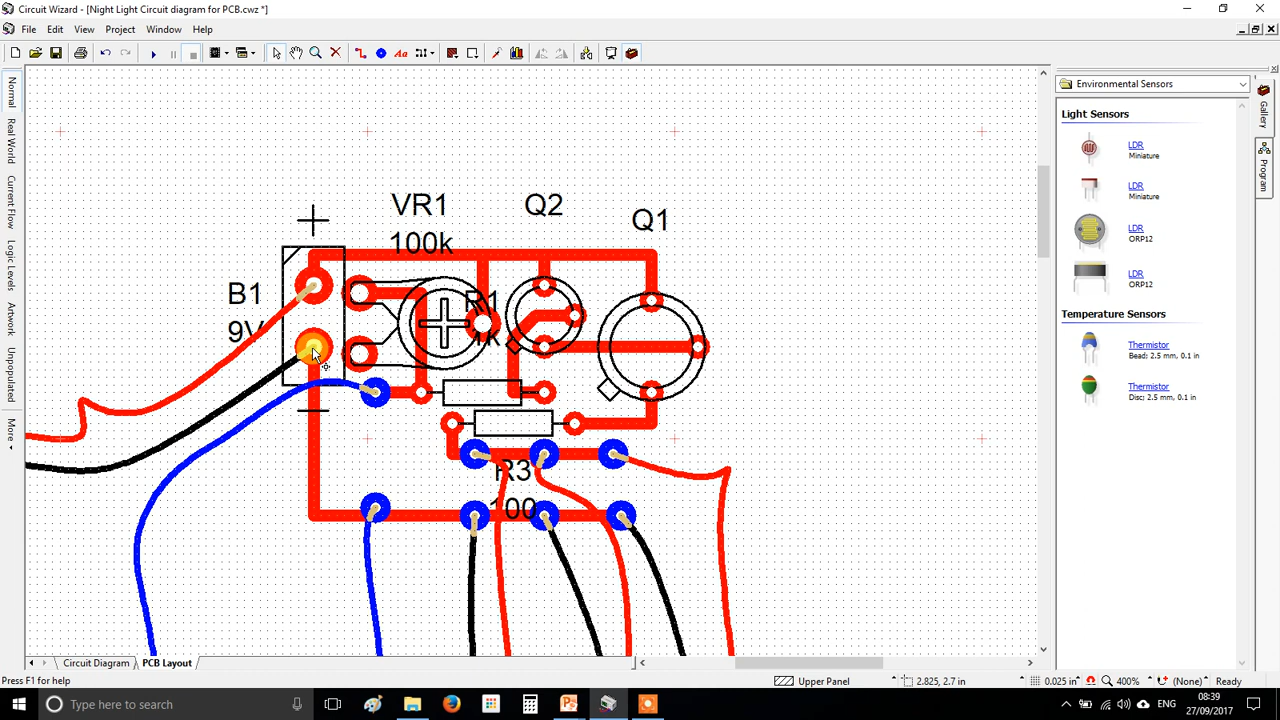 Circuit Wizard - [Night Light Circuit diagram for PCB.cwz *]
File Edit View Project Window Help
Normal
Real World
Current Flow
Logic Levels
Artwork
Unpopulated
More
VR1
100k
Q2
Q1
B1
9V
R1
1k
R3
100
Environmental Sensors
Light Sensors
LDR
Miniature
LDR
Miniature
LDR
ORP12
LDR
ORP12
Temperature Sensors
Thermistor
Bead: 2.5 mm, 0.1 in
Thermistor
Disc; 2.5 mm, 0.1 in
Gallery
Program
Circuit Diagram PCB Layout
Press F1 for help
Upper Panel 2.825, 2.7 in 0.025 in 400% (None) Ready
Type here to search
ENG
08:39
27/09/2017